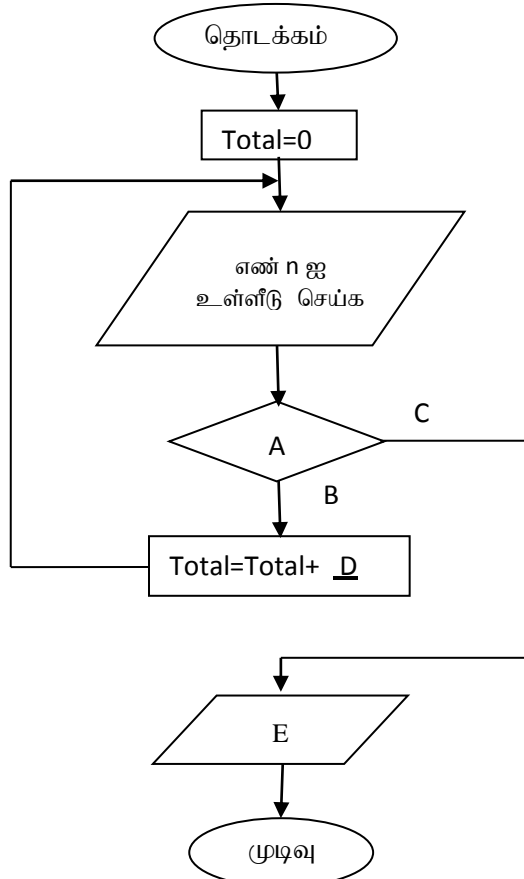 தொடக்கம்
Total=0
எண் n ஐ
உள்ளீடு செய்க
A
C
B
Total=Total+ D
E
முடிவு